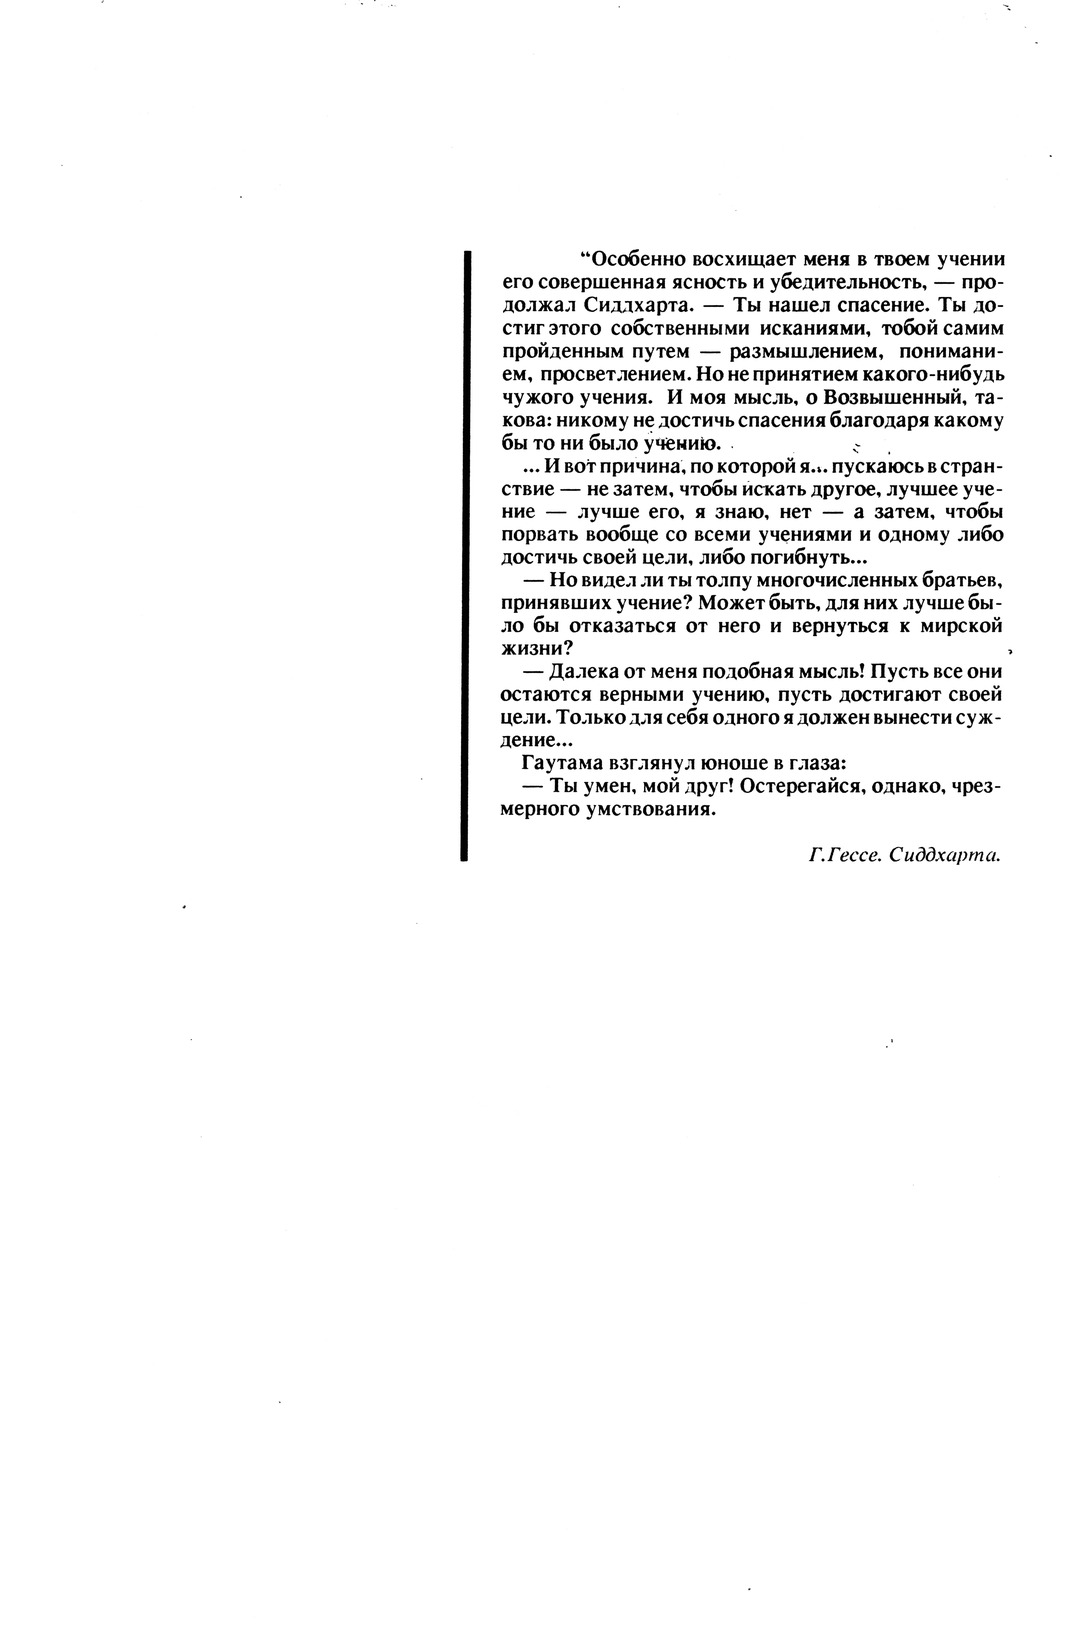 “Особенно восхищает меня в твоем учении
его совершенная ясность и убедительность, — про-
должал Сиддхарта. — Ты нашел спасение. Ты до-
стиг этого собственными исканиями, тобой самим
пройденным путем — размышлением, понимани-
ем, просветлением. Но не принятием какого-нибудь
чужого учения. И моя мысль, о Возвышенный, та-
кова: никому не достичь спасения благодаря какому
бы то ни было учению.
... И вот причина, по которой я... пускаюсь в стран-
ствие — не затем, чтобы искать другое, лучшее уче-
ние — лучше его, я знаю, нет — а затем, чтобы
порвать вообще со всеми учениями и одному либо
достичь своей цели, либо погибнуть...
— Но видел ли ты толпу многочисленных братьев,
принявших учение? Может быть, для них лучше бы-
ло бы отказаться от него и вернуться к мирской
жизни?
— Далека от меня подобная мысль! Пусть все они
остаются верными учению, пусть достигают своей
цели. Только для себя одного я должен вынести суж-
дение...
Гаутама взглянул юноше в глаза:
— Ты умен, мой друг! Остерегайся, однако, чрез-
мерного умствования.
Г.Гессе. Сиддхарта.